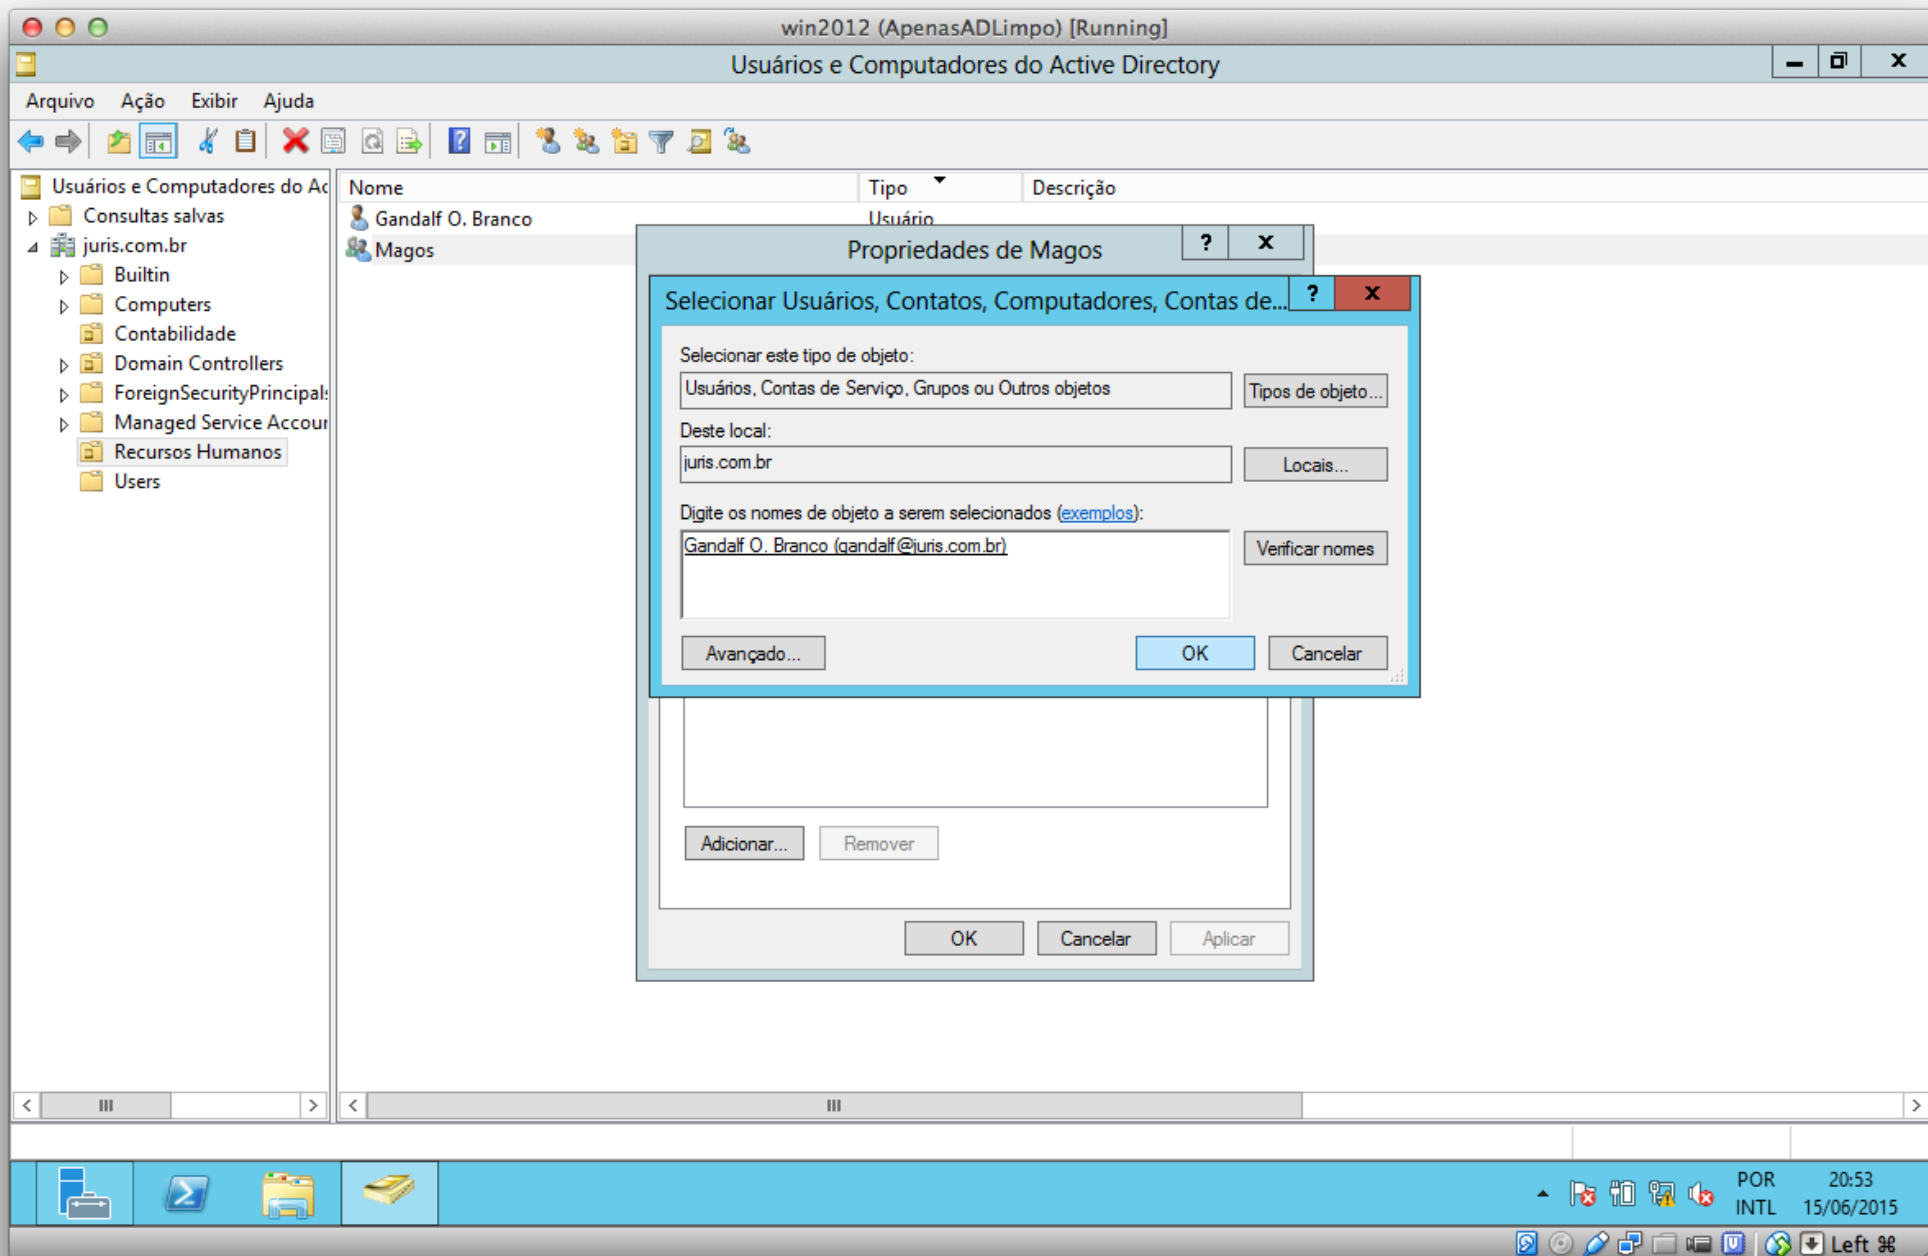 win2012 (ApenasADLimpo) [Running]
Usuários e Computadores do Active Directory
Arquivo Ação Exibir Ajuda
Usuários e Computadores do Ac
Consultas salvas
juris.com.br
Builtin
Computers
Contabilidade
Domain Controllers
ForeignSecurityPrincipals
Managed Service Accour
Recursos Humanos
Users
Nome Tipo Descrição
Gandalf O. Branco Usuário
Magos
Propriedades de Magos ? x
Selecionar Usuários, Contatos, Computadores, Contas de... ? x
Selecionar este tipo de objeto:
Usuários, Contas de Serviço, Grupos ou Outros objetos Tipos de objeto...
Deste local:
juris.com.br Locais...
Digite os nomes de objeto a serem selecionados (exemplos):
Gandalf O. Branco (gandalf@juris.com.br) Verificar nomes
Avançado... OK Cancelar
Adicionar... Remover
OK Cancelar Aplicar
POR 20:53
INTL 15/06/2015
Left ⌘